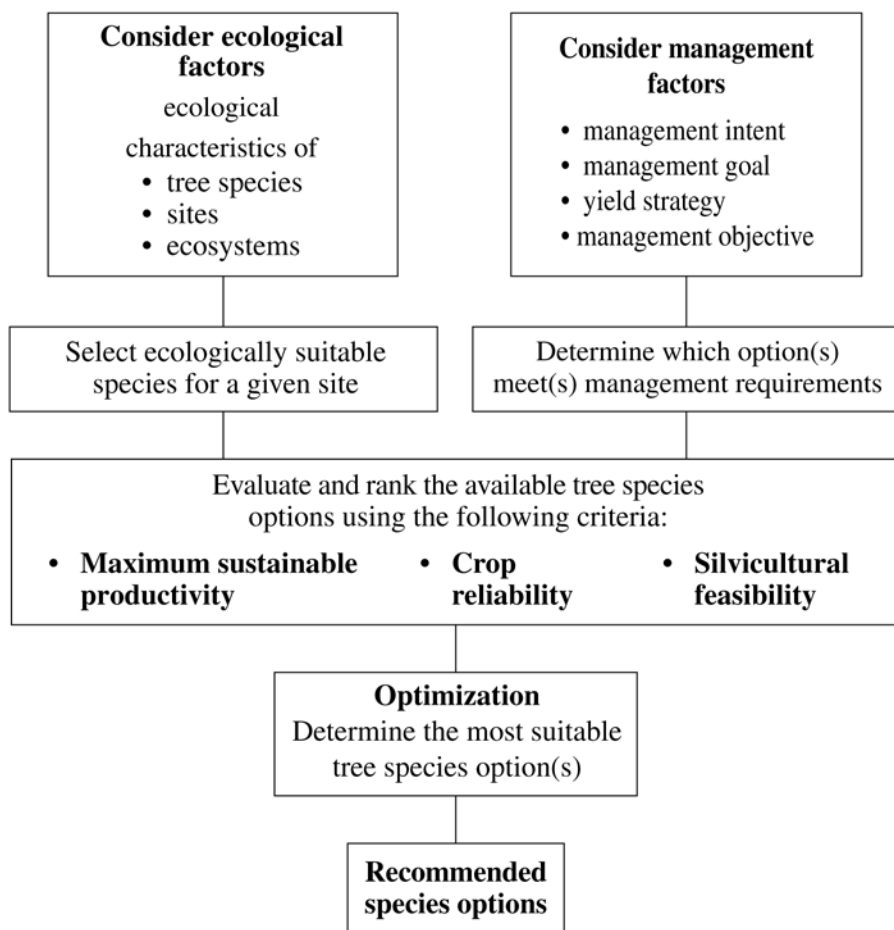 Consider ecological
factors
ecological
characteristics of
• tree species
• sites
• ecosystems
Consider management
factors
• management intent
• management goal
• yield strategy
• management objective
Select ecologically suitable
species for a given site
Determine which option(s)
meet(s) management requirements
Evaluate and rank the available tree species
options using the following criteria:
• Maximum sustainable
productivity
• Crop
reliability
• Silvicultural
feasibility
Optimization
Determine the most suitable
tree species option(s)
Recommended
species options